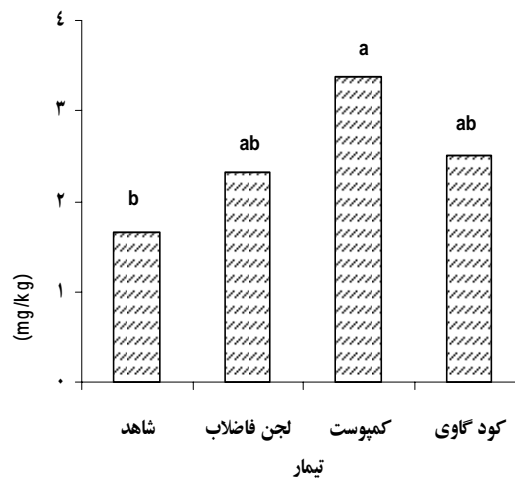 ٤
٣
٢
١
٠
(mg/kg)
b
ab
a
ab
شاهد
لجن فاضلاب
کمپوست
کود گاوی
تیمار